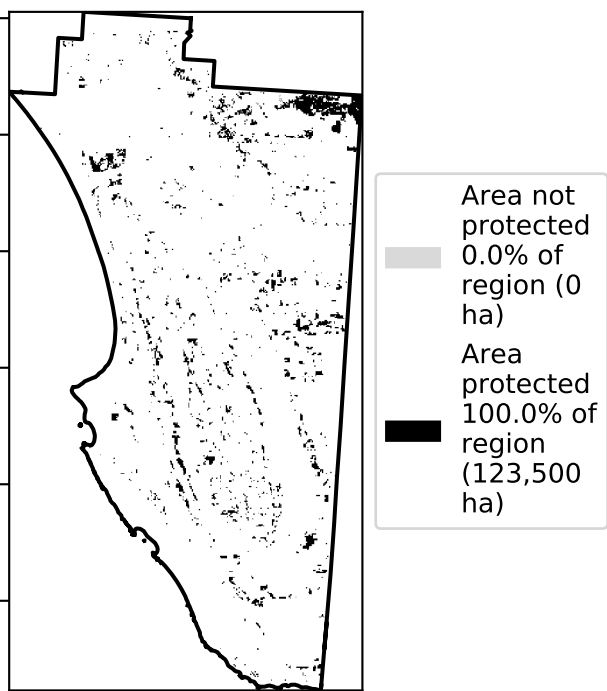 Area not
protected
0.0% of
region (0
ha)
Area
protected
100.0% of
region
(123,500
ha)